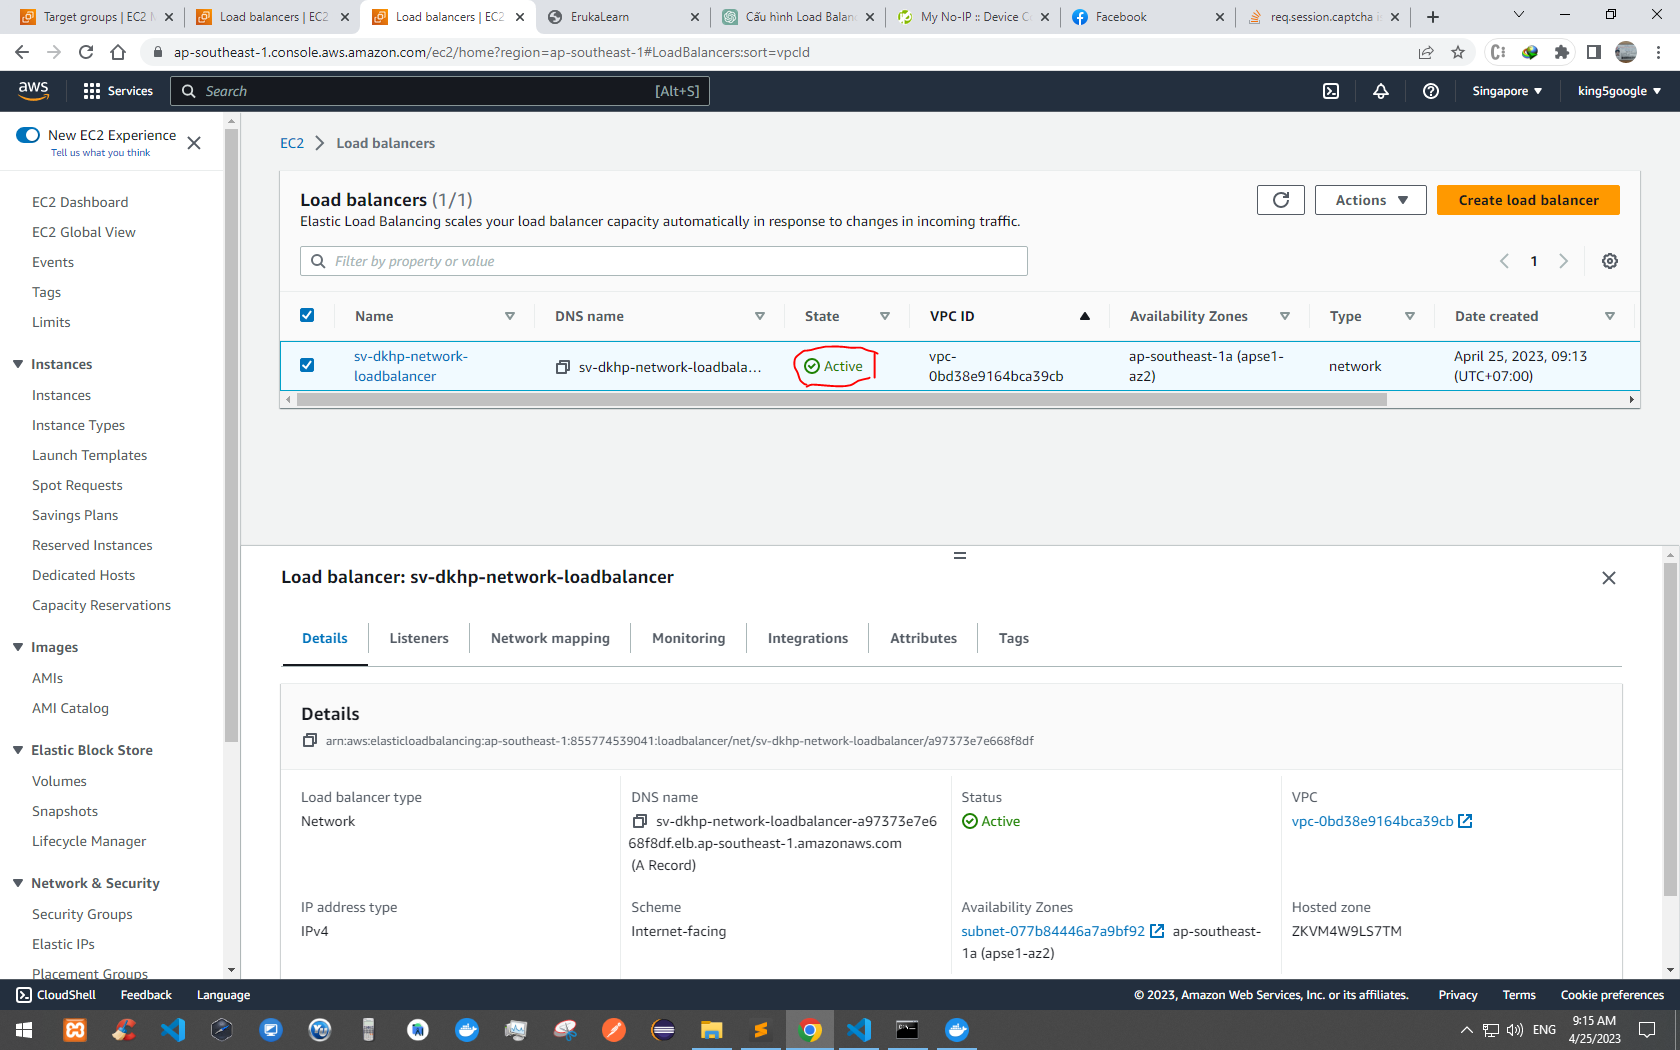 Target groups | EC2 M
Load balancers | EC2
Load balancers | EC2
ErukaLearn
Cấu hình Load Balan
My No-IP :: Device C
Facebook
req.session.captcha is
ap-southeast-1.console.aws.amazon.com/ec2/home?region=ap-southeast-1#LoadBalancers:sort=vpcId
aws
Services
Search
[Alt+S]
Singapore
king5google
New EC2 Experience
Tell us what you think
EC2 Dashboard
EC2 Global View
Events
Tags
Limits
Instances
Instances
Instance Types
Launch Templates
Spot Requests
Savings Plans
Reserved Instances
Dedicated Hosts
Capacity Reservations
Images
AMIs
AMI Catalog
Elastic Block Store
Volumes
Snapshots
Lifecycle Manager
Network & Security
Security Groups
Elastic IPs
Placement Groups
EC2
Load balancers
Load balancers (1/1)
Elastic Load Balancing scales your load balancer capacity automatically in response to changes in incoming traffic.
Actions
Create load balancer
Filter by property or value
1
Name
DNS name
State
VPC ID
Availability Zones
Type
Date created
sv-dkhp-network-
loadbalancer
sv-dkhp-network-loadbala...
Active
vpc-
0bd38e9164bca39cb
ap-southeast-1a (apse1-
az2)
network
April 25, 2023, 09:13
(UTC+07:00)
Load balancer: sv-dkhp-network-loadbalancer
Details
Listeners
Network mapping
Monitoring
Integrations
Attributes
Tags
Details
arn:aws:elasticloadbalancing:ap-southeast-1:855774539041:loadbalancer/net/sv-dkhp-network-loadbalancer/a97373e7e668f8df
Load balancer type
Network
DNS name
sv-dkhp-network-loadbalancer-a97373e7e6
68f8df.elb.ap-southeast-1.amazonaws.com
(A Record)
Status
Active
VPC
vpc-0bd38e9164bca39cb
IP address type
IPv4
Scheme
Internet-facing
Availability Zones
subnet-077b84446a7a9bf92 ap-southeast-
1a (apse1-az2)
Hosted zone
ZKVM4W9LS7TM
CloudShell
Feedback
Language
© 2023, Amazon Web Services, Inc. or its affiliates.
Privacy
Terms
Cookie preferences
ENG
9:15 AM
4/25/2023